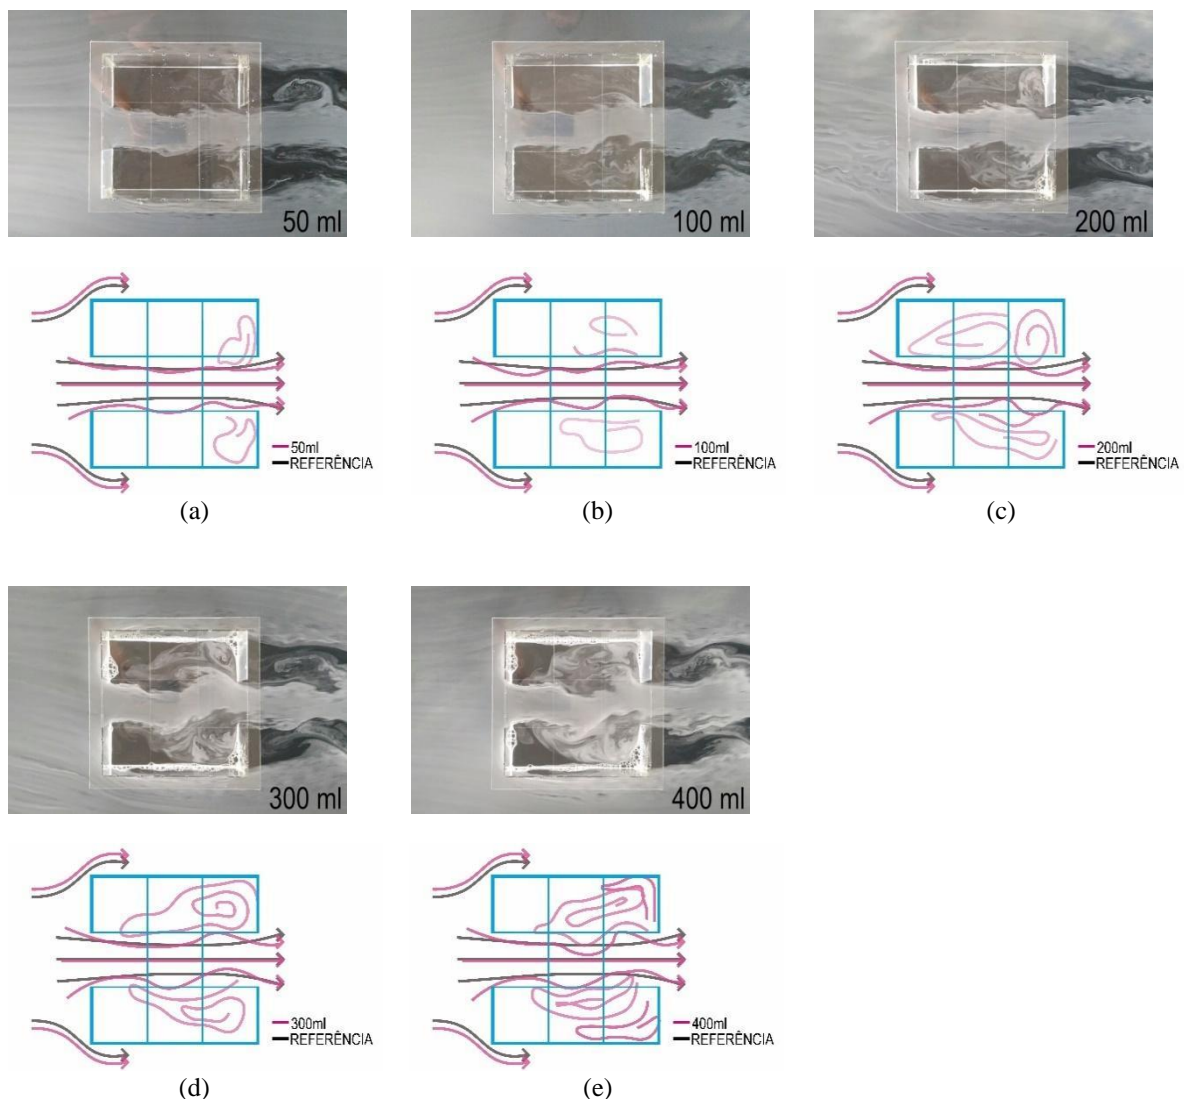 50 ml
100 ml
200 ml
50ml
REFERÊNCIA
100ml
REFERÊNCIA
200ml
REFERÊNCIA
(a)
(b)
(c)
300 ml
400 ml
300ml
REFERÊNCIA
400ml
REFERÊNCIA
(d)
(e)